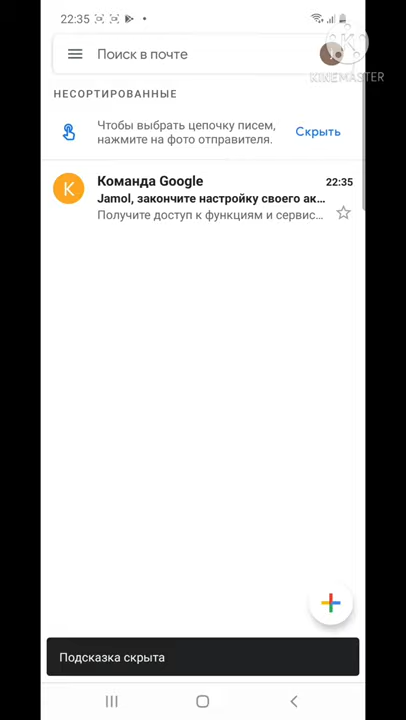 22:35
Поиск в почте
KINEMASTER
НЕСОРТИРОВАННЫЕ
Чтобы выбрать цепочку писем,
нажмите на фото отправителя.
Скрыть
К
Команда Google
22:35
Jamol, закончите настройку своего ак...
Получите доступ к функциям и сервис...
Подсказка скрыта